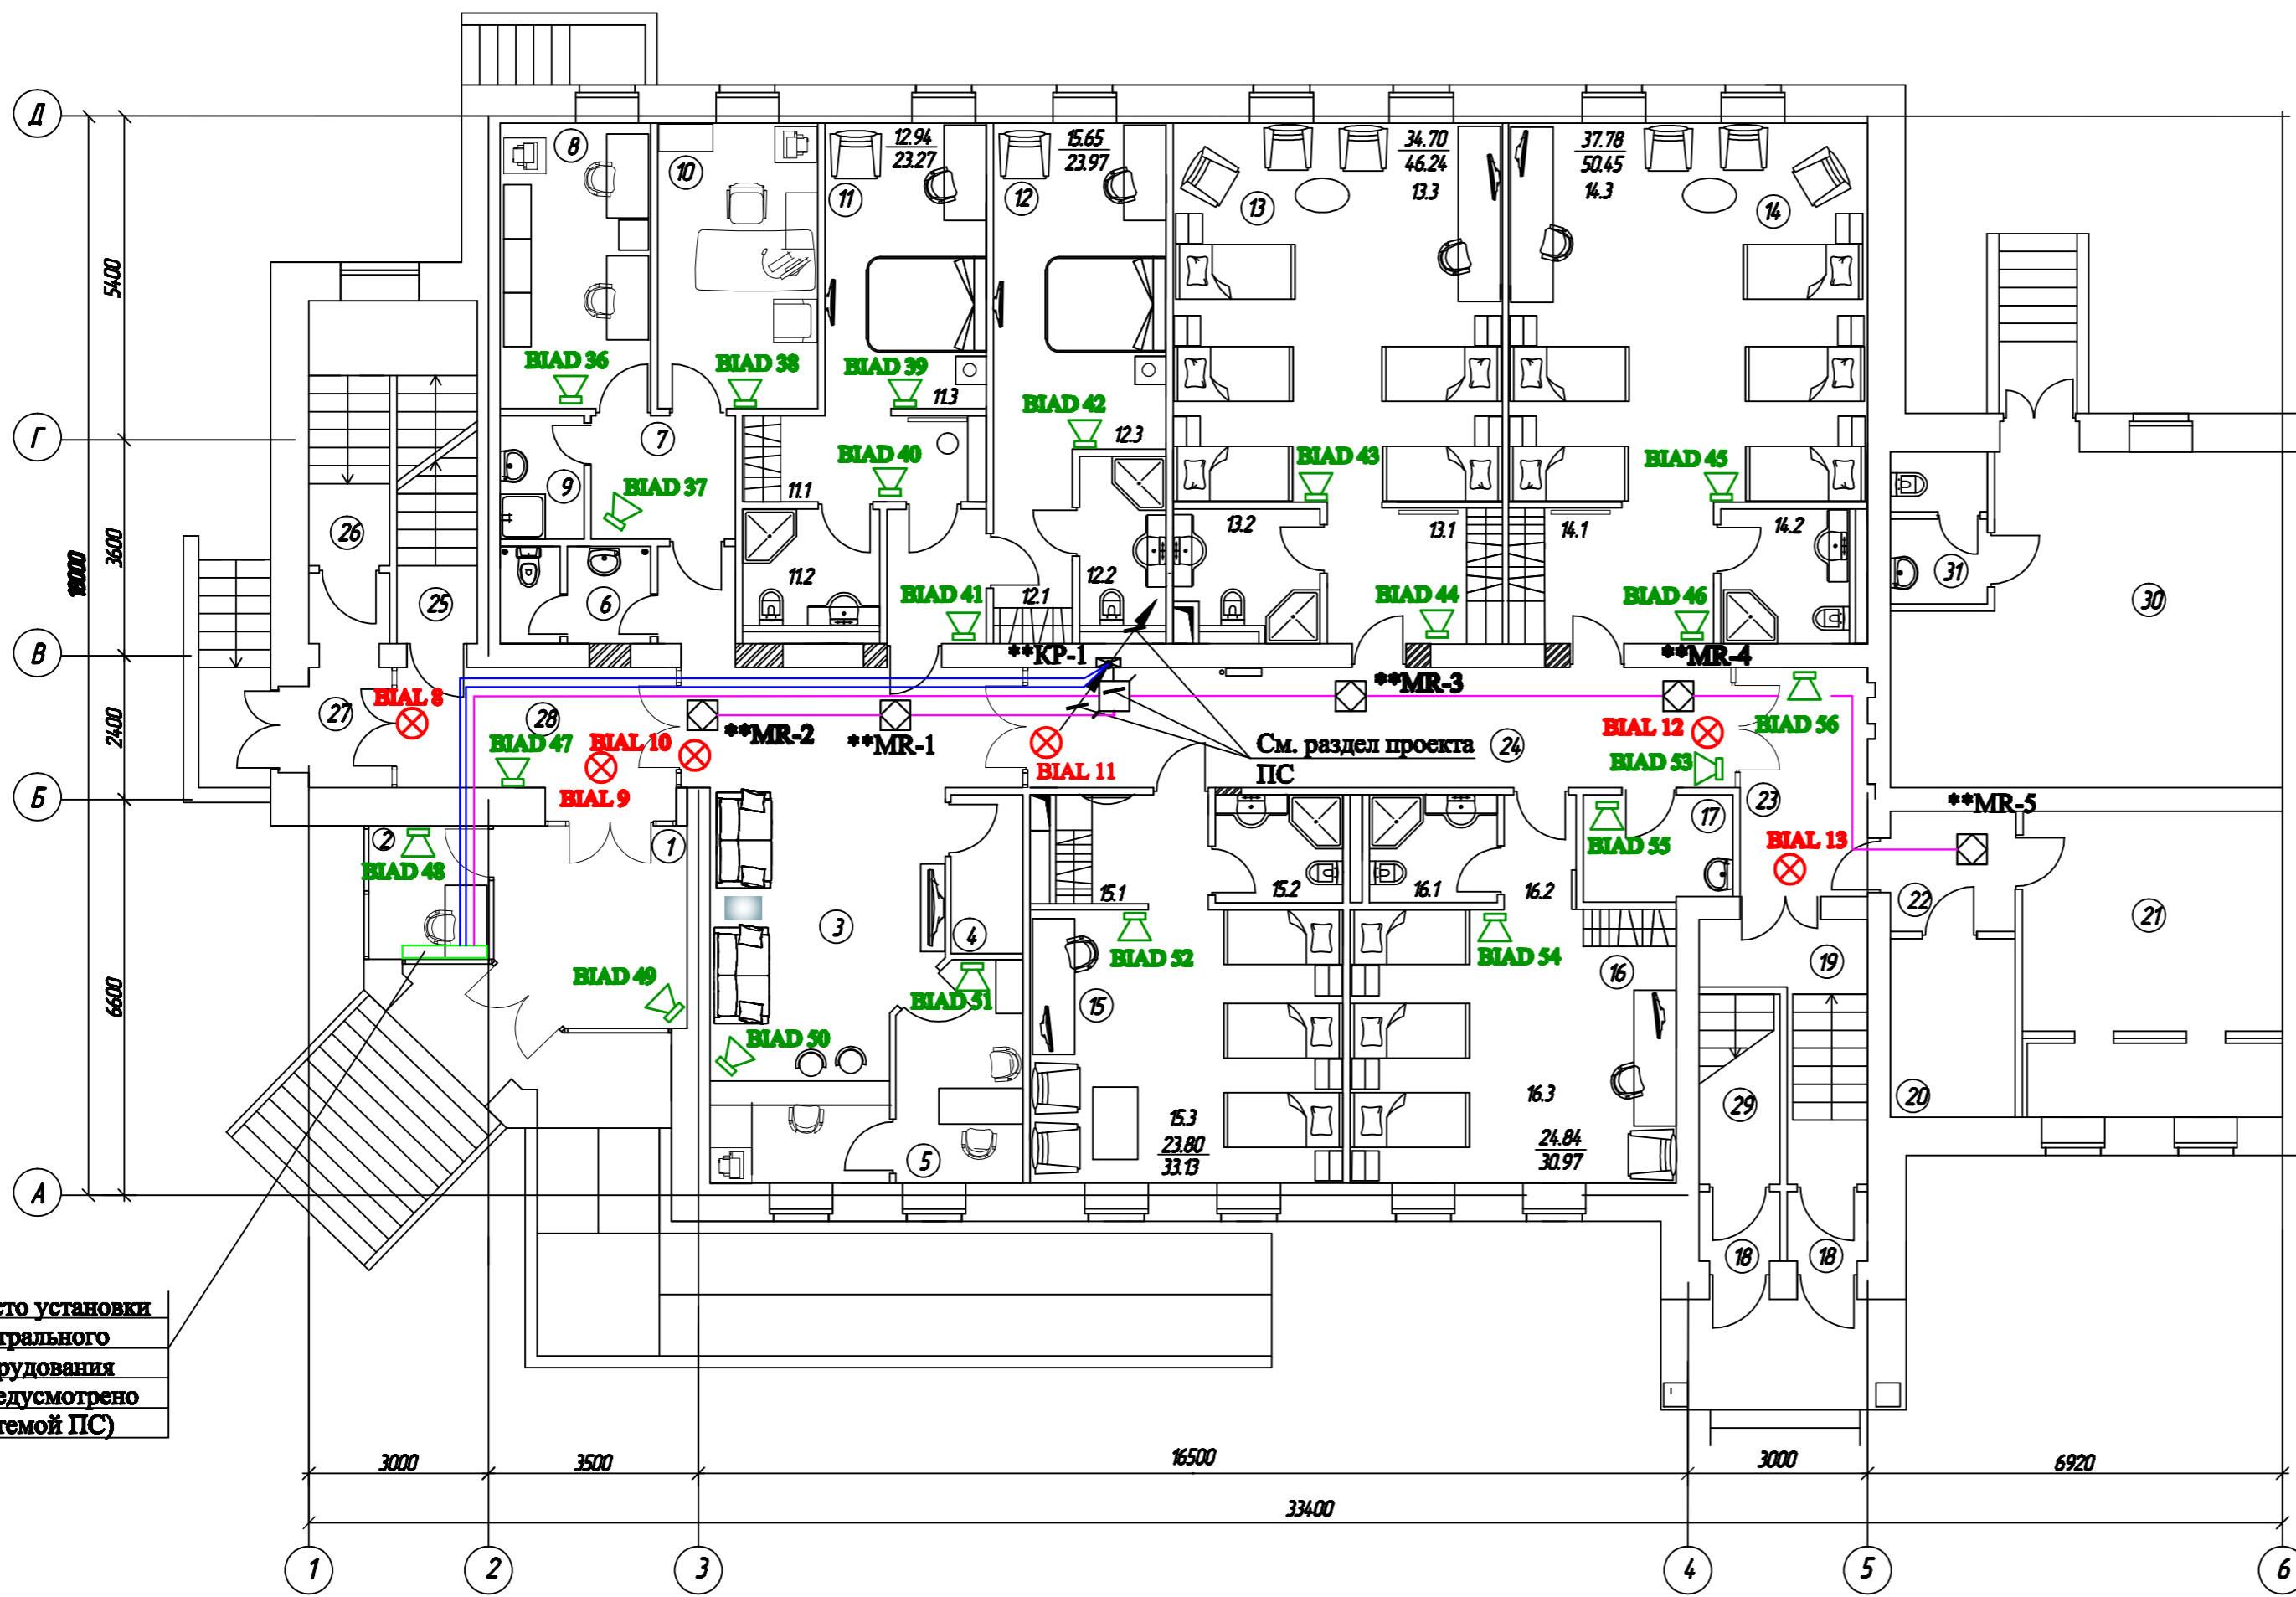 Д
8
10
12.94
23.27
15.65
23.97
34.70
46.24
13.3
37.78
50.45
14.3
11
12
13
14
5400
BIAD 36
BIAD 38
BIAD 39
11.3
BIAD 42
12.3
Г
7
BIAD 40
BIAD 43
BIAD 45
9
BIAD 37
11.1
26
13.2
13.1
14.1
14.2
18000
3600
11.2
12.2
31
25
6
BIAD 41
12.1
BIAD 44
BIAD 46
30
В
**КР-1
**MR-4
**MR-3
27
BIAL 8
28
2400
BIAD 47
BIAL 10
**MR-2
**MR-1
См. раздел проекта
ПС
24
BIAL 12
BIAD 56
BIAL 11
BIAD 53
Б
BIAL 9
23
**MR-5
2
1
17
BIAD 48
BIAD 55
BIAL 13
15.1
15.2
16.1
16.2
22
21
3
4
6600
BIAD 49
BIAD 51
BIAD 52
BIAD 54
16
19
15
BIAD 50
15.3
16.3
29
20
5
23.80
33.13
24.84
30.97
А
18
18
сто установки
трального
рудования
едусмотрено
темой ПС)
3000
3500
16500
3000
6920
33400
1
2
3
4
5
6